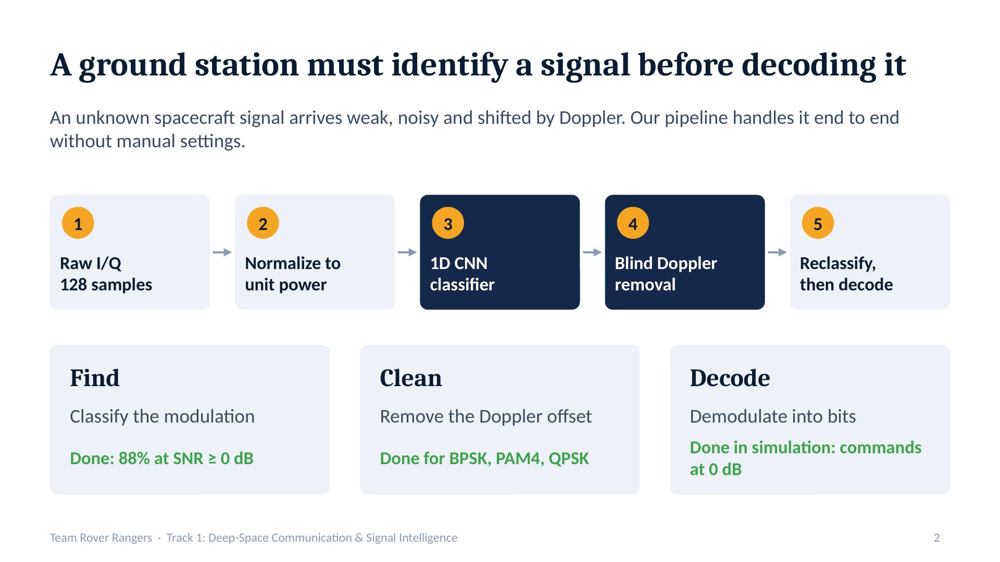 A ground station must identify a signal before decoding it
An unknown spacecraft signal arrives weak, noisy and shifted by Doppler. Our pipeline handles it end to end
without manual settings.
1
Raw I/Q
128 samples
2
Normalize to
unit power
3
1D CNN
classifier
4
Blind Doppler
removal
5
Reclassify,
then decode
Find
Classify the modulation
Done: 88% at SNR ≥ 0 dB
Clean
Remove the Doppler offset
Done for BPSK, PAM4, QPSK
Decode
Demodulate into bits
Done in simulation: commands
at 0 dB
Team Rover Rangers · Track 1: Deep-Space Communication & Signal Intelligence
2